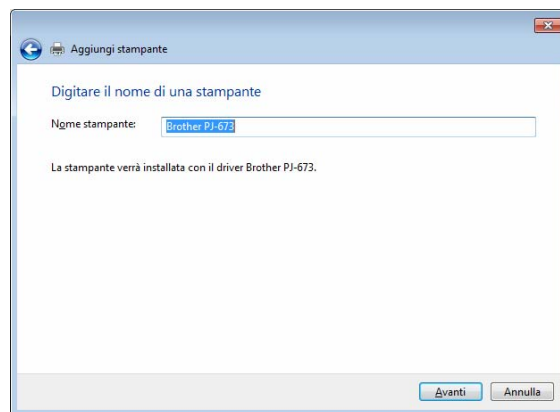 Aggiungi stampante
Digitare il nome di una stampante
Nome stampante: Brother PJ-673
La stampante verrà installata con il driver Brother PJ-673.
Avanti Annulla